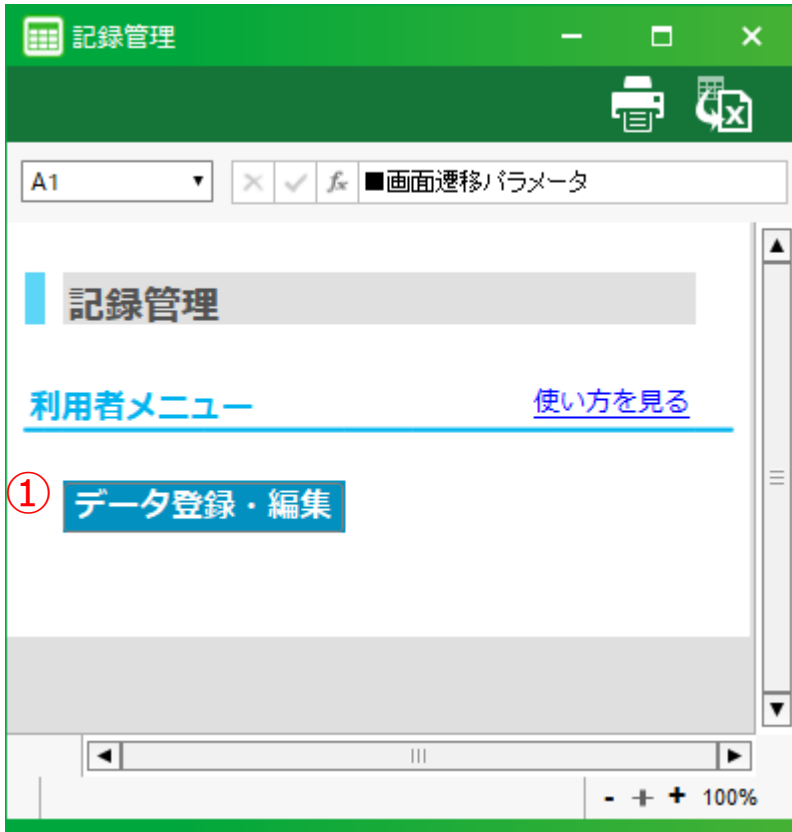 記録管理
A1 ■画面遷移パラメータ
記録管理
利用者メニュー 使い方を見る
① データ登録・編集
- + 100%